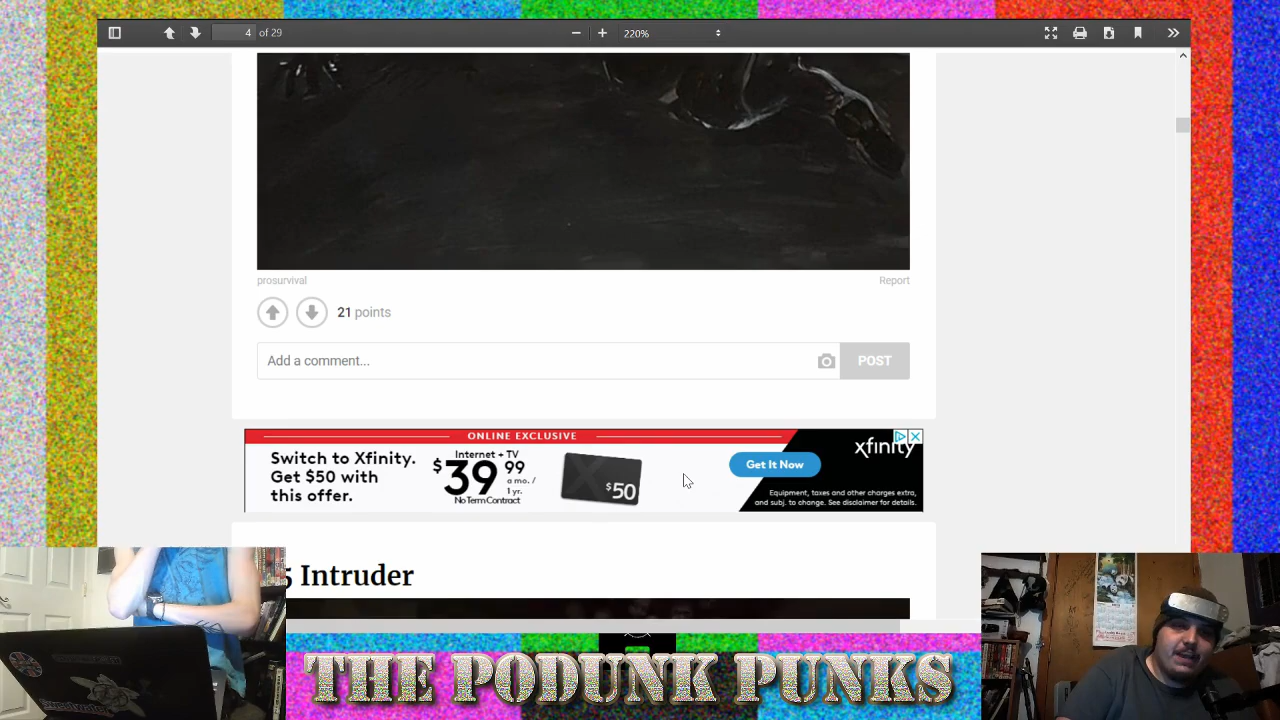 4 of 29
220%
prosurvival
Report
21 points
Add a comment...
POST
ONLINE EXCLUSIVE
Switch to Xfinity.
Get $50 with
this offer.
Internet + TV
$39 99
a mo. /
1 yr.
No Term Contract
$50
Get It Now
xfinity
Equipment, taxes and other charges extra,
and subj. to change. See disclaimer for details.
5 Intruder
THE PODUNK PUNKS